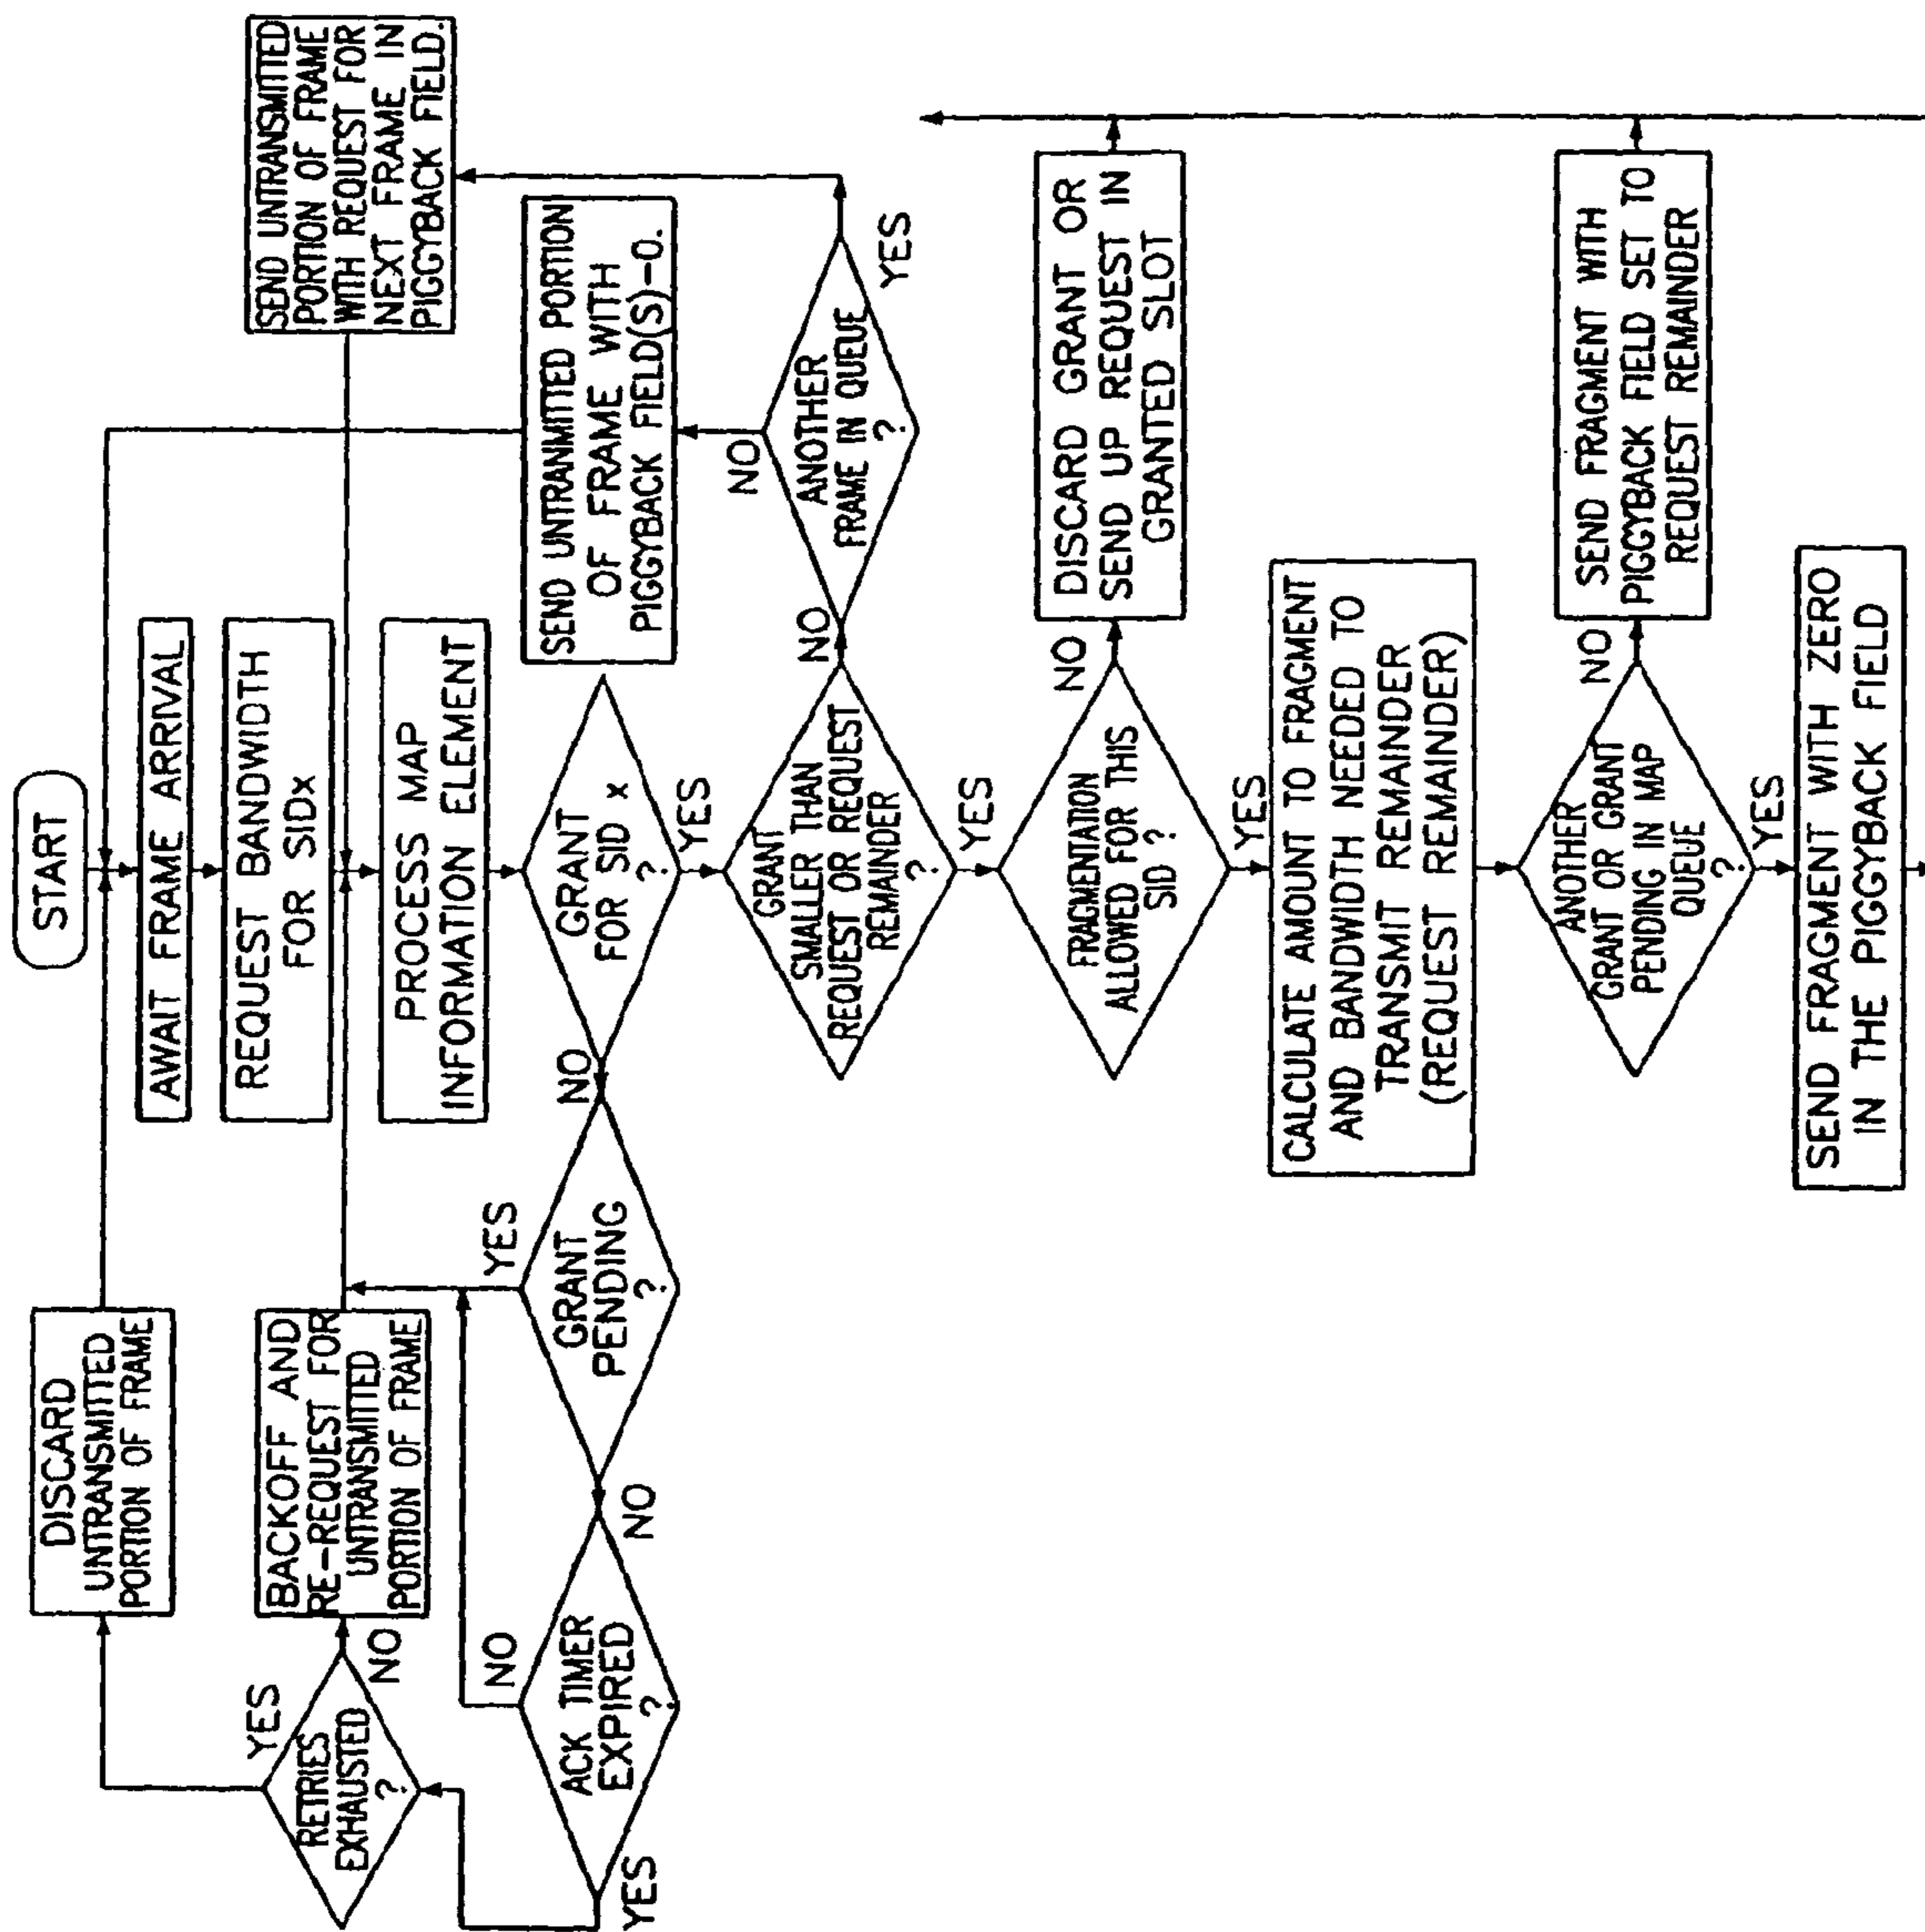 START
AWAIT FRAME ARRIVAL
REQUEST BANDWIDTH
FOR SIDx
PROCESS MAP
INFORMATION ELEMENT
GRANT
FOR SID x
?
YES
NO
GRANT
PENDING
?
YES
NO
ACK TIMER
EXPIRED
?
NO
YES
RETRIES
EXHAUSTED
?
YES
NO
DISCARD
UNTRANSMITTED
PORTION OF FRAME
BACKOFF AND
RE-REQUEST FOR
UNTRANSMITTED
PORTION OF FRAME
GRANT
SMALLER THAN
REQUEST OR REQUEST
REMAINDER
?
NO
YES
ANOTHER
FRAME IN QUEUE
?
NO
YES
SEND UNTRANMITTED PORTION
OF FRAME WITH
PIGGYBACK FIELD(S)-0.
SEND UNTRANSMITTED
PORTION OF FRAME
WITH REQUEST FOR
NEXT FRAME IN
PIGGYBACK FIELD.
FRAGMENTATION
ALLOWED FOR THIS
SID ?
NO
YES
DISCARD GRANT OR
SEND UP REQUEST IN
GRANTED SLOT
CALCULATE AMOUNT TO FRAGMENT
AND BANDWIDTH NEEDED TO
TRANSMIT REMAINDER
(REQUEST REMAINDER)
ANOTHER
GRANT OR GRANT
PENDING IN MAP
QUEUE
?
NO
YES
SEND FRAGMENT WITH
PIGGYBACK FIELD SET TO
REQUEST REMAINDER
SEND FRAGMENT WITH ZERO
IN THE PIGGYBACK FIELD